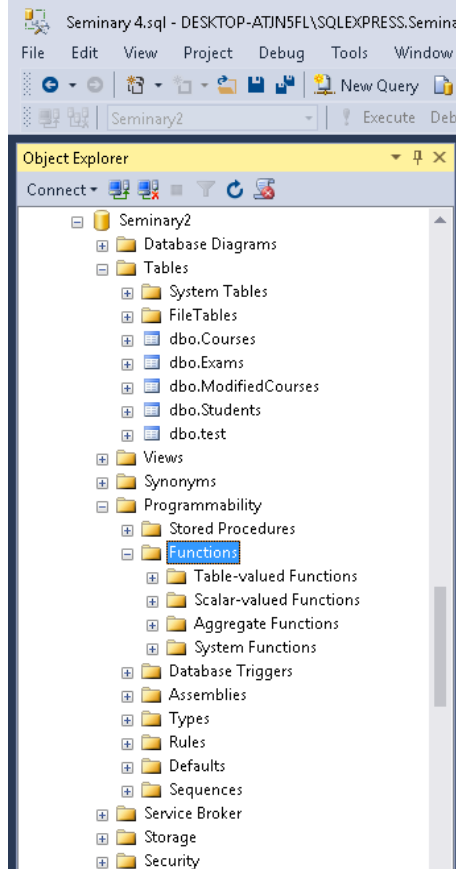 Seminary 4.sql - DESKTOP-ATJN5FL\SQLEXPRESS.Semina
File Edit View Project Debug Tools Window
New Query
Seminary2 Execute Deb
Object Explorer
Connect
Seminary2
Database Diagrams
Tables
System Tables
FileTables
dbo.Courses
dbo.Exams
dbo.ModifiedCourses
dbo.Students
dbo.test
Views
Synonyms
Programmability
Stored Procedures
Functions
Table-valued Functions
Scalar-valued Functions
Aggregate Functions
System Functions
Database Triggers
Assemblies
Types
Rules
Defaults
Sequences
Service Broker
Storage
Security